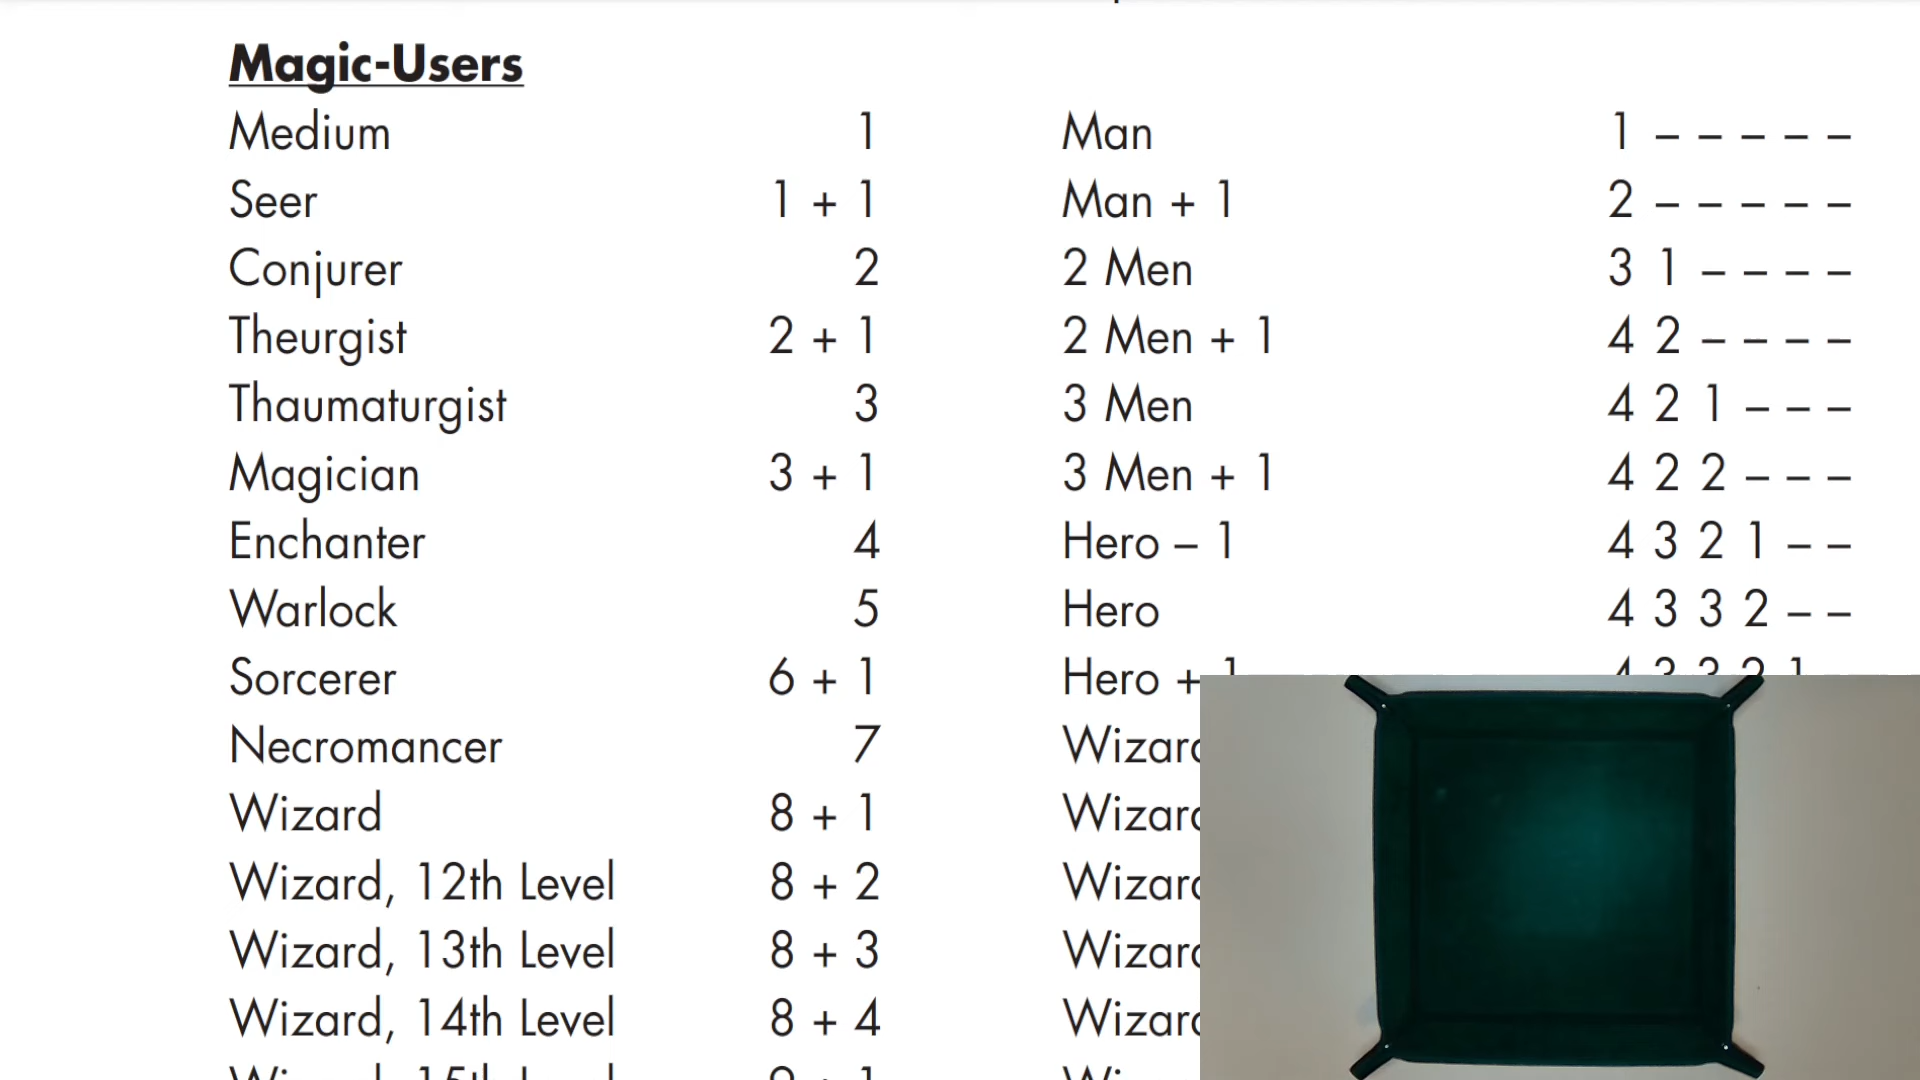 Magic-Users
Medium 1 Man 1 – – – – –
Seer 1 + 1 Man + 1 2 – – – – –
Conjurer 2 2 Men 3 1 – – – –
Theurgist 2 + 1 2 Men + 1 4 2 – – – –
Thaumaturgist 3 3 Men 4 2 1 – – –
Magician 3 + 1 3 Men + 1 4 2 2 – – –
Enchanter 4 Hero – 1 4 3 2 1 – –
Warlock 5 Hero 4 3 3 2 – –
Sorcerer 6 + 1 Hero +
Necromancer 7
Wizard 8 + 1
Wizard, 12th Level 8 + 2
Wizard, 13th Level 8 + 3
Wizard, 14th Level 8 + 4